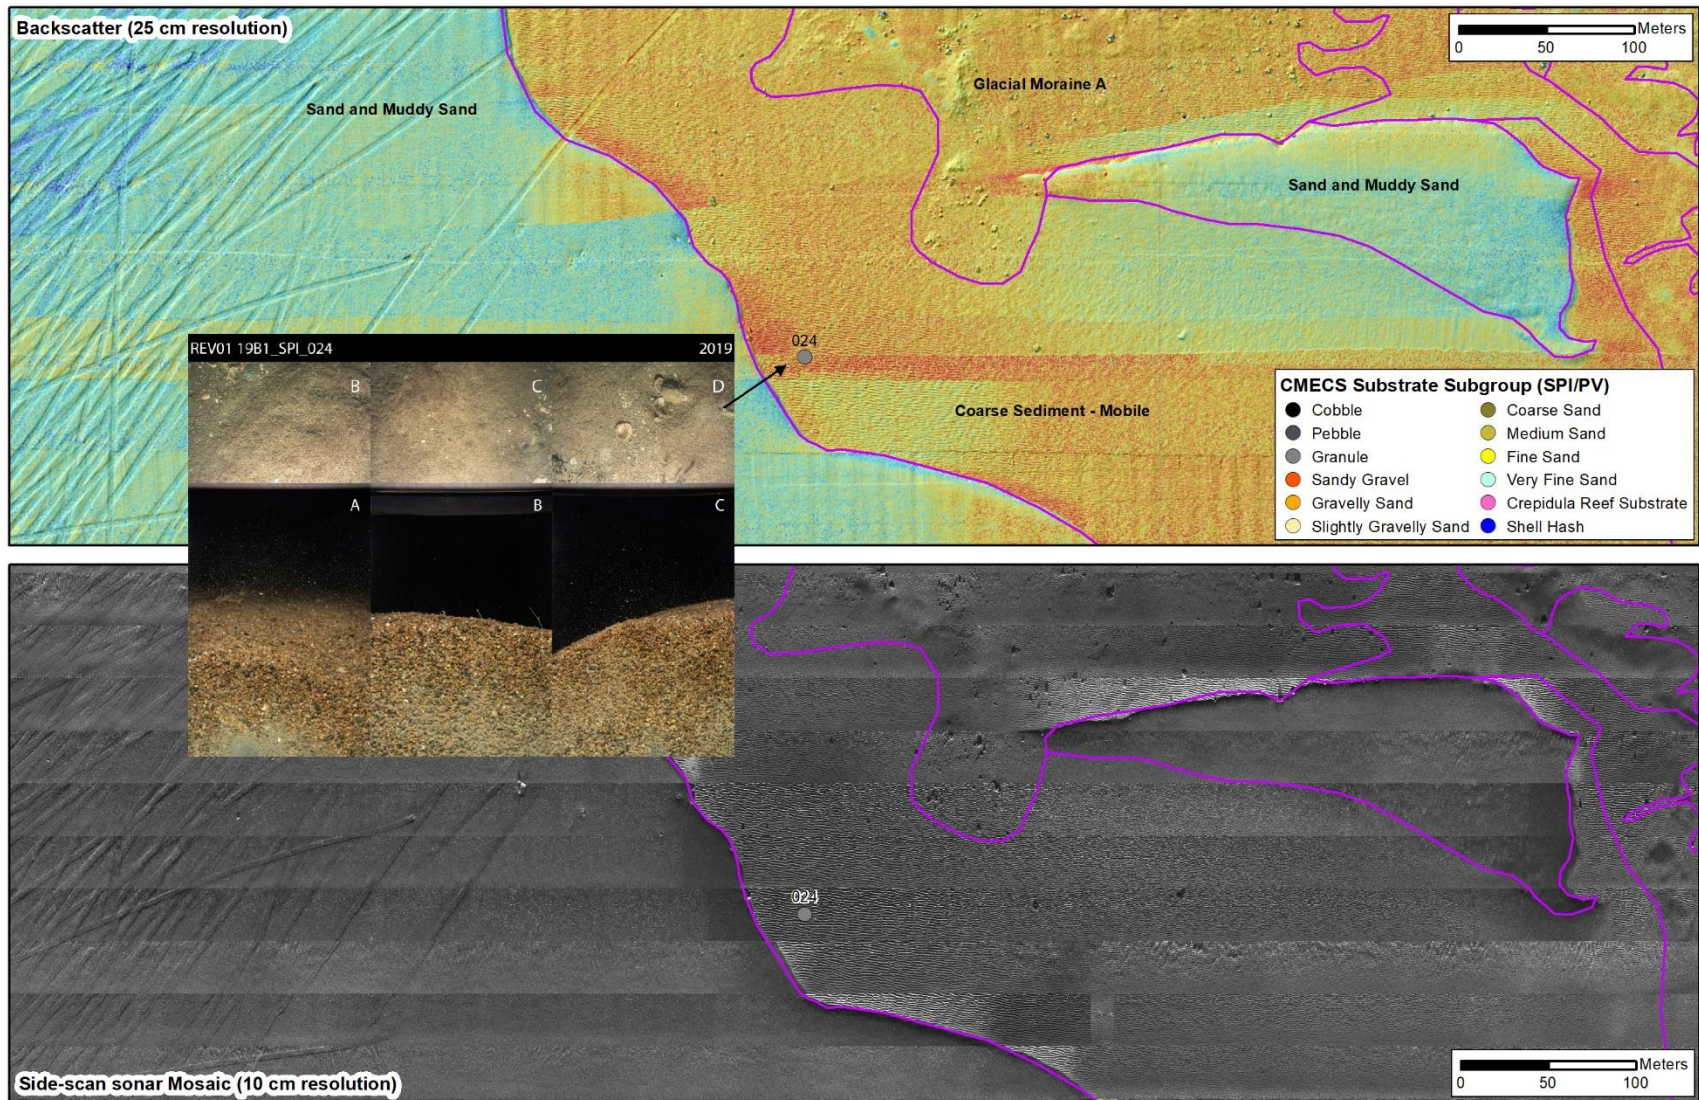 Backscatter (25 cm resolution)
Meters
0 50 100
Glacial Moraine A
Sand and Muddy Sand
Sand and Muddy Sand
024
REV01 19B1_SPI_024 2019
B C D
A B C
Coarse Sediment - Mobile
CMECS Substrate Subgroup (SPI/PV)
Cobble Coarse Sand
Pebble Medium Sand
Granule Fine Sand
Sandy Gravel Very Fine Sand
Gravelly Sand Crepidula Reef Substrate
Slightly Gravelly Sand Shell Hash
024
Side-scan sonar Mosaic (10 cm resolution)
Meters
0 50 100